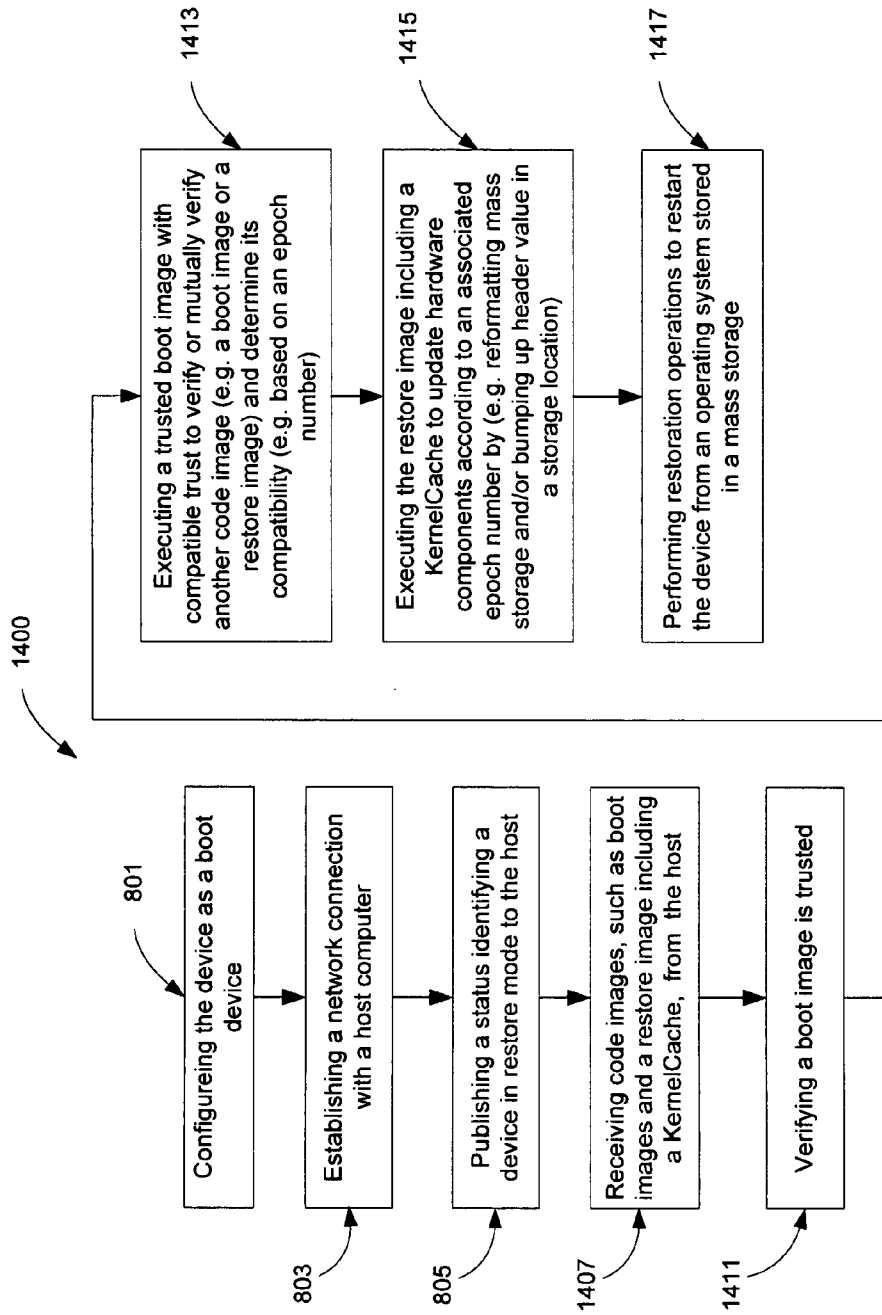 1400
801
Configureing the device as a boot
device
803
Establishing a network connection
with a host computer
805
Publishing a status identifying a
device in restore mode to the host
1407
Receiving code images, such as boot
images and a restore image including
a KernelCache, from the host
1411
Verifying a boot image is trusted
1413
Executing a trusted boot image with
compatible trust to verify or mutually verify
another code image (e.g. a boot image or a
restore image) and determine its
compatibility (e.g. based on an epoch
number)
1415
Executing the restore image including a
KernelCache to update hardware
components according to an associated
epoch number by (e.g. reformatting mass
storage and/or bumping up header value in
a storage location)
1417
Performing restoration operations to restart
the device from an operating system stored
in a mass storage